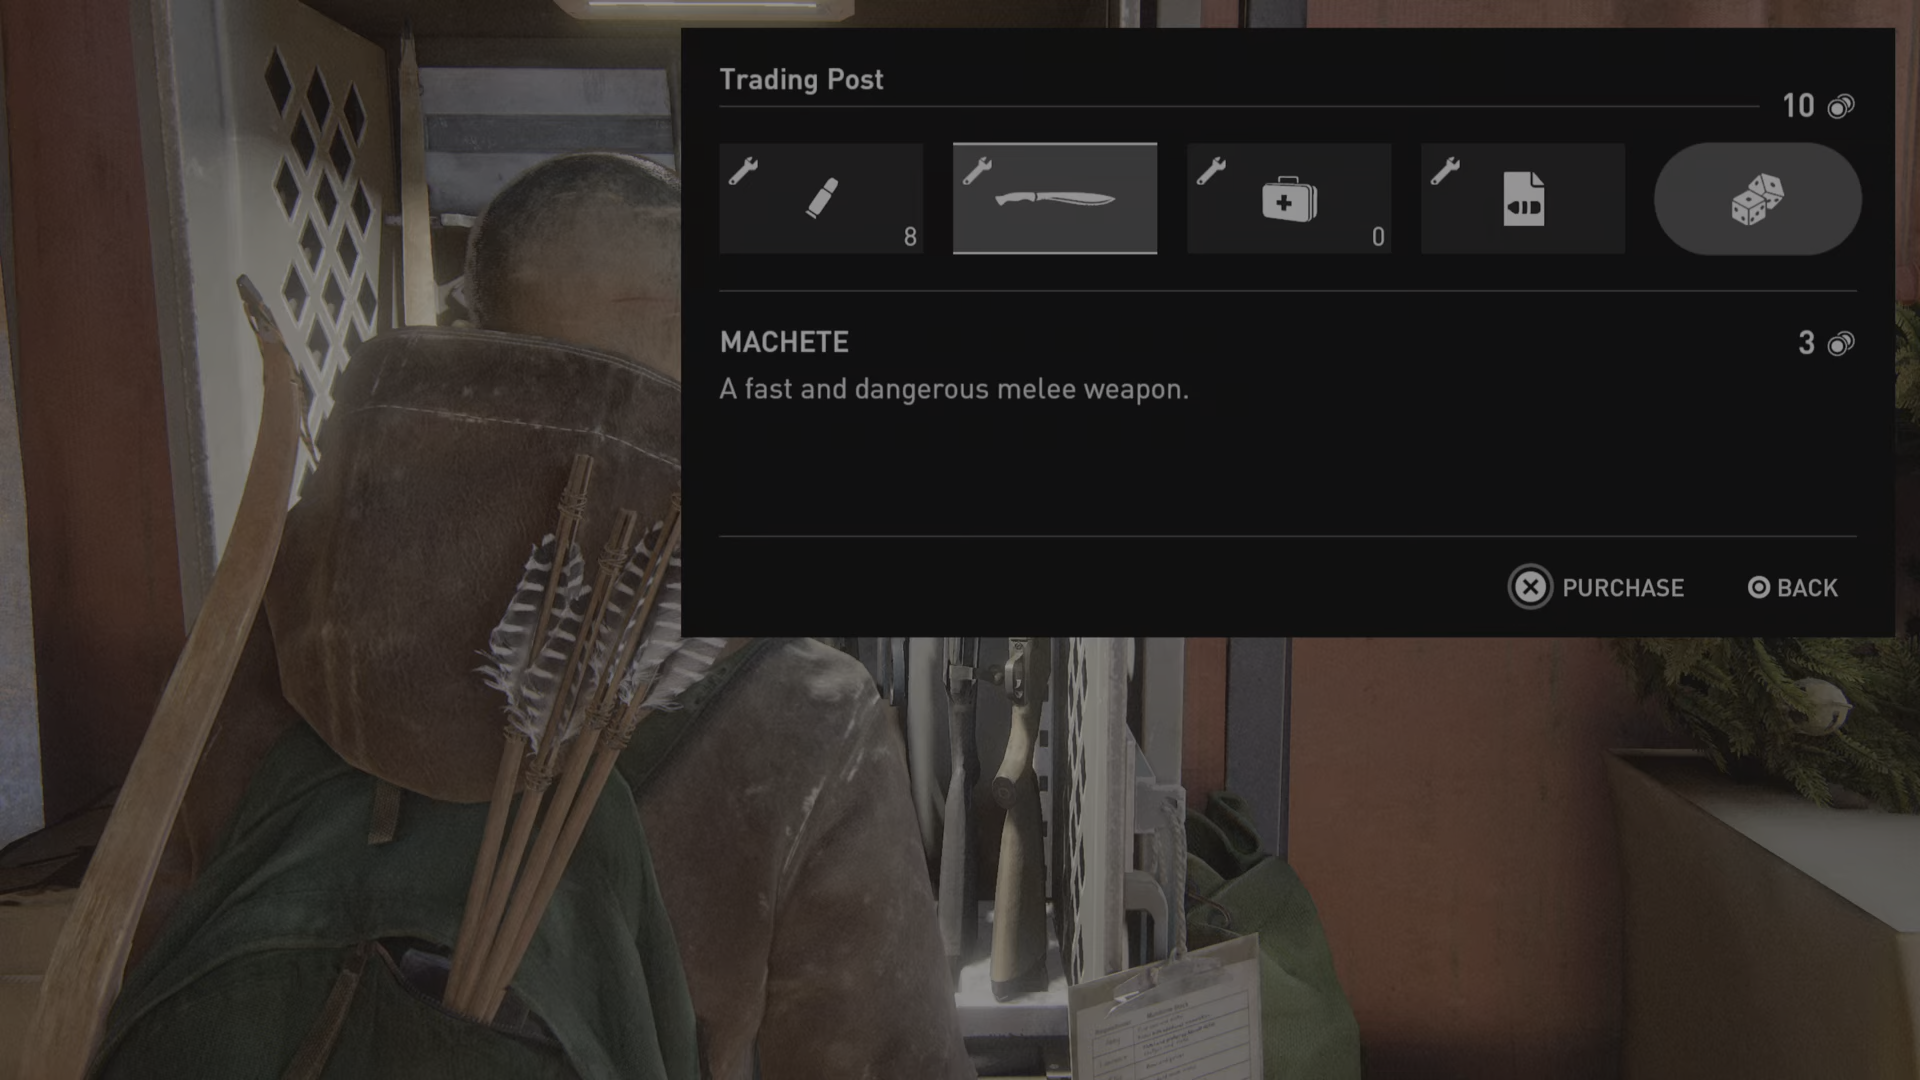 Trading Post
10
8
0
MACHETE
3
A fast and dangerous melee weapon.
PURCHASE
BACK